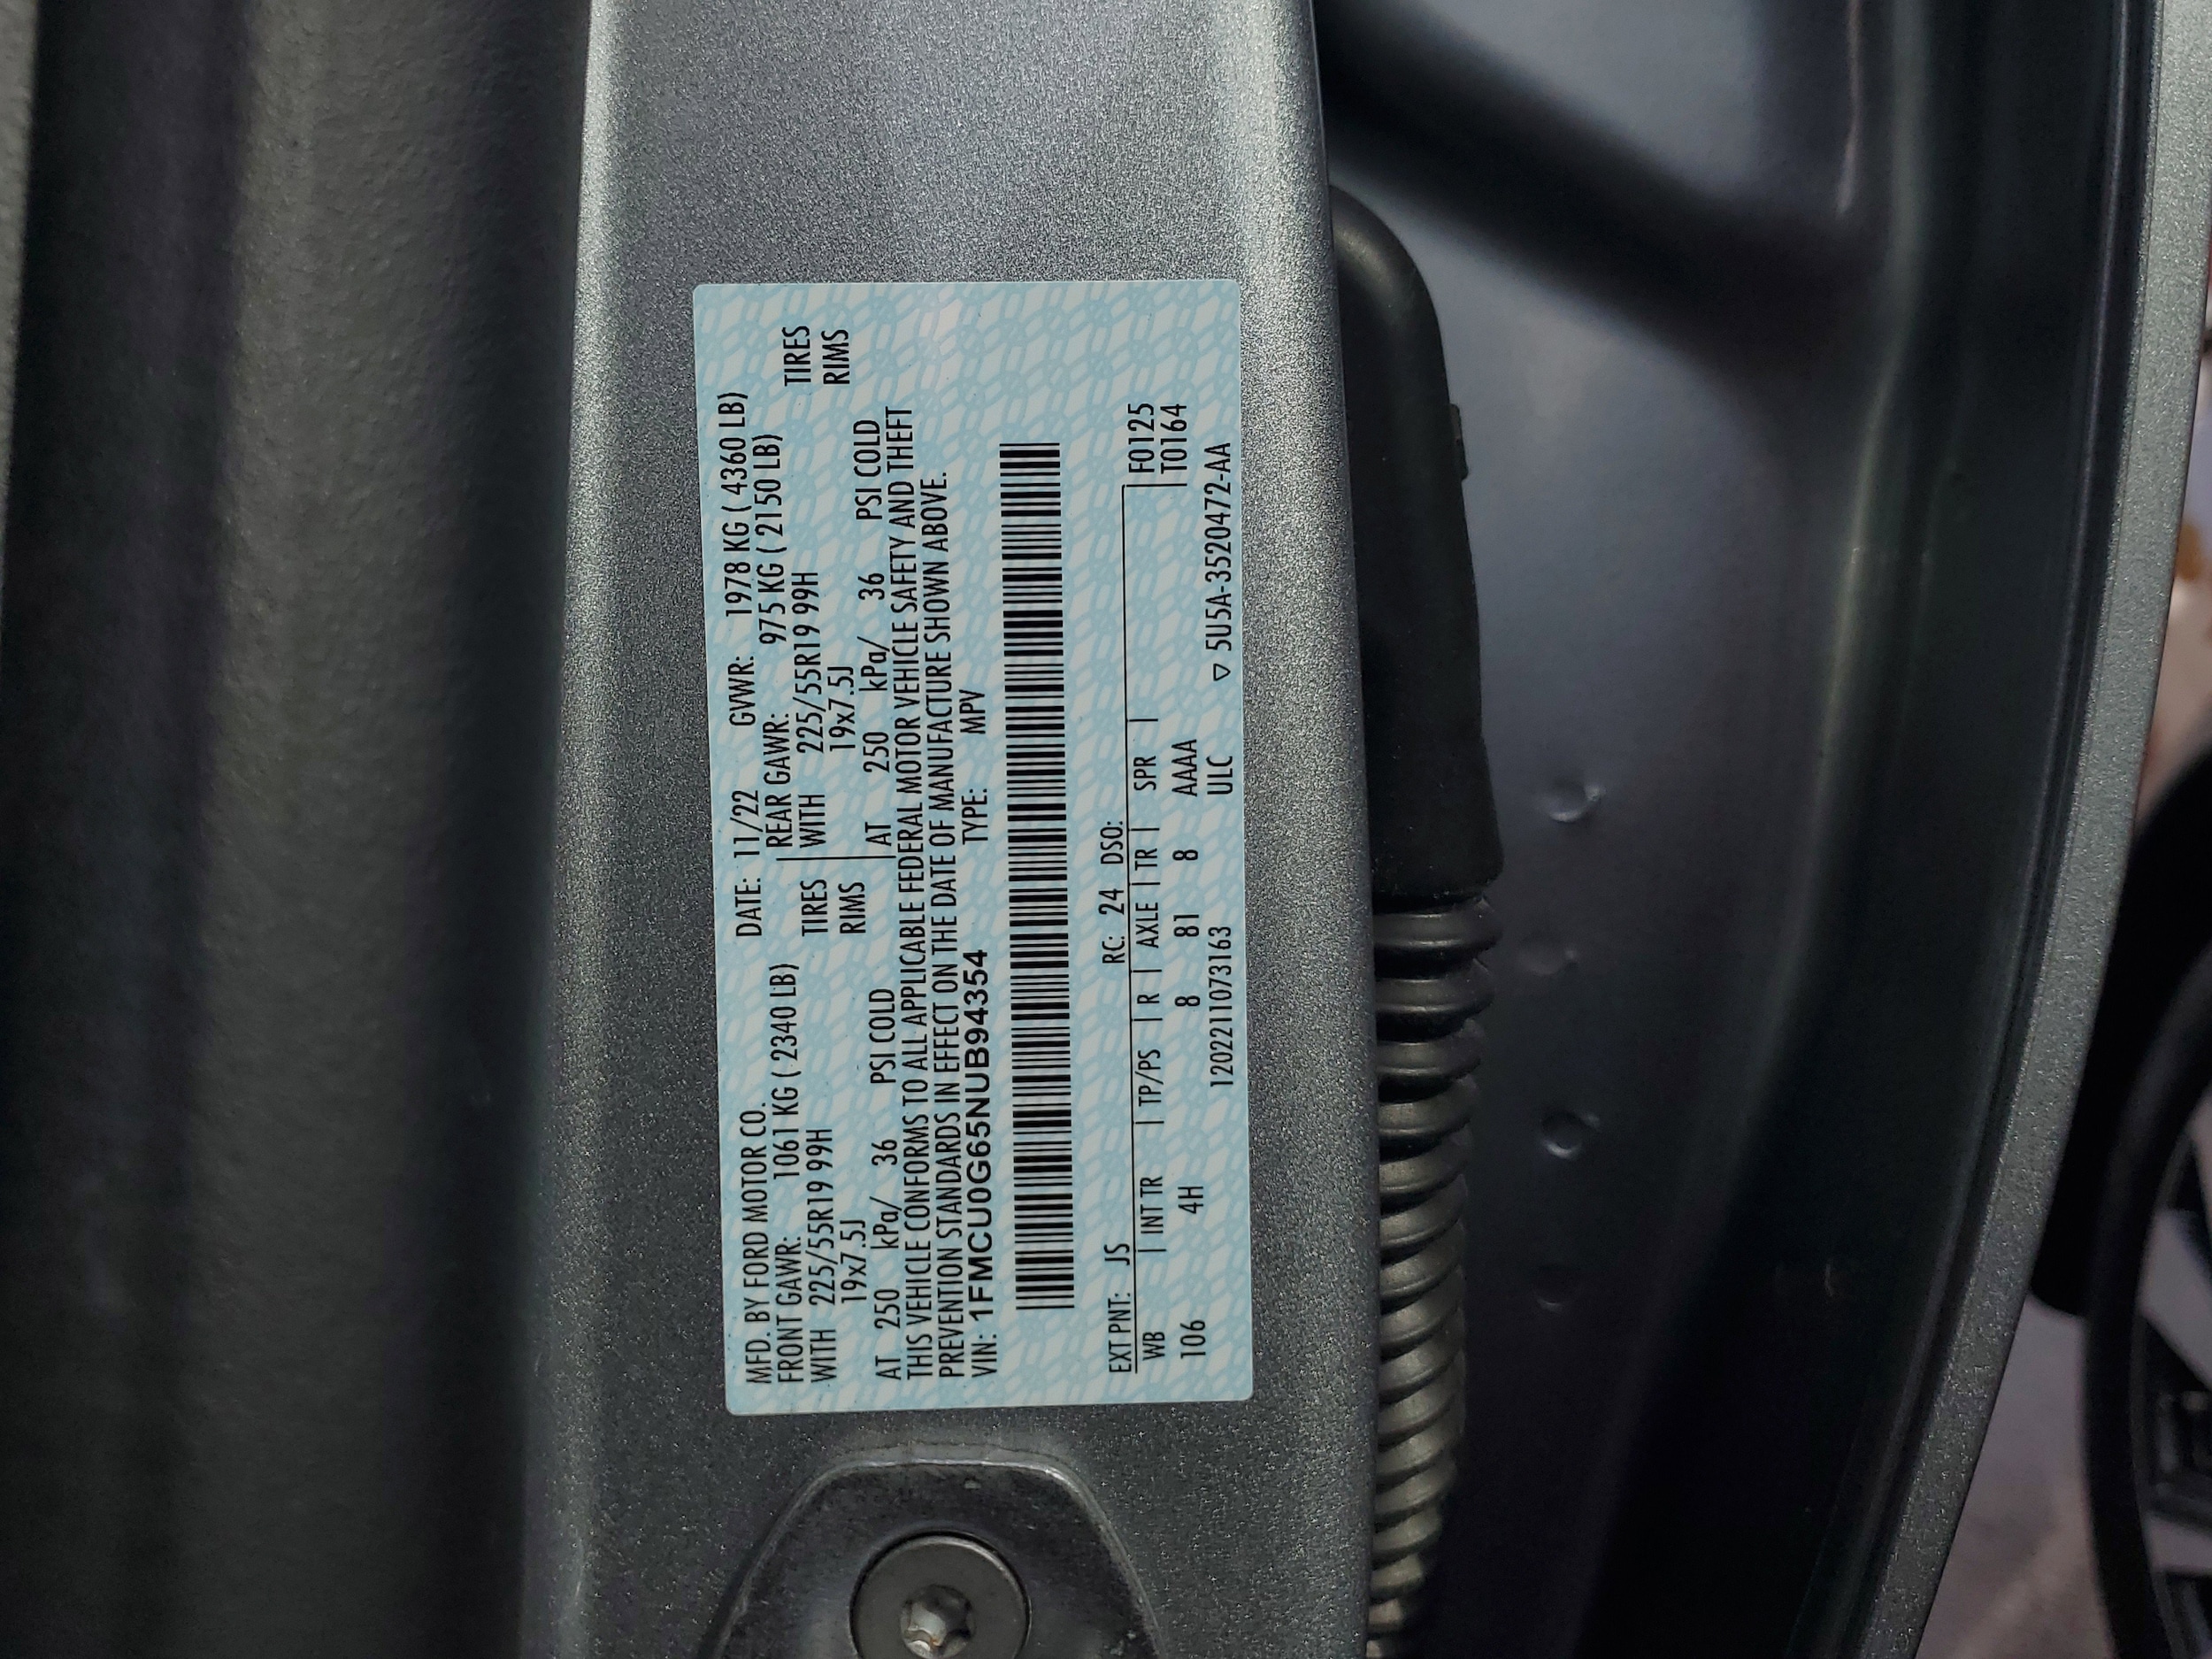 MFD. BY FORD MOTOR CO. DATE: 11/22 GVWR: 1978 KG ( 4360 LB)
FRONT GAWR: 1061 KG ( 2340 LB) REAR GAWR: 975 KG ( 2150 LB)
WITH 225/55R19 99H TIRES WITH 225/55R19 99H TIRES
19x7.5J RIMS 19x7.5J RIMS
AT 250 kPa/ 36 PSI COLD AT 250 kPa/ 36 PSI COLD
THIS VEHICLE CONFORMS TO ALL APPLICABLE FEDERAL MOTOR VEHICLE SAFETY AND THEFT
PREVENTION STANDARDS IN EFFECT ON THE DATE OF MANUFACTURE SHOWN ABOVE.
VIN: 1FMCU0G65NUB94354 TYPE: MPV
EXT PNT: JS RC: 24 DSO: F0125
WB | INT TR | TP/PS | R | AXLE | TR | SPR | T0164
106 4H 8 81 8 AAAA
1202211073163 ULC ▽ 5U5A-3520472-AA